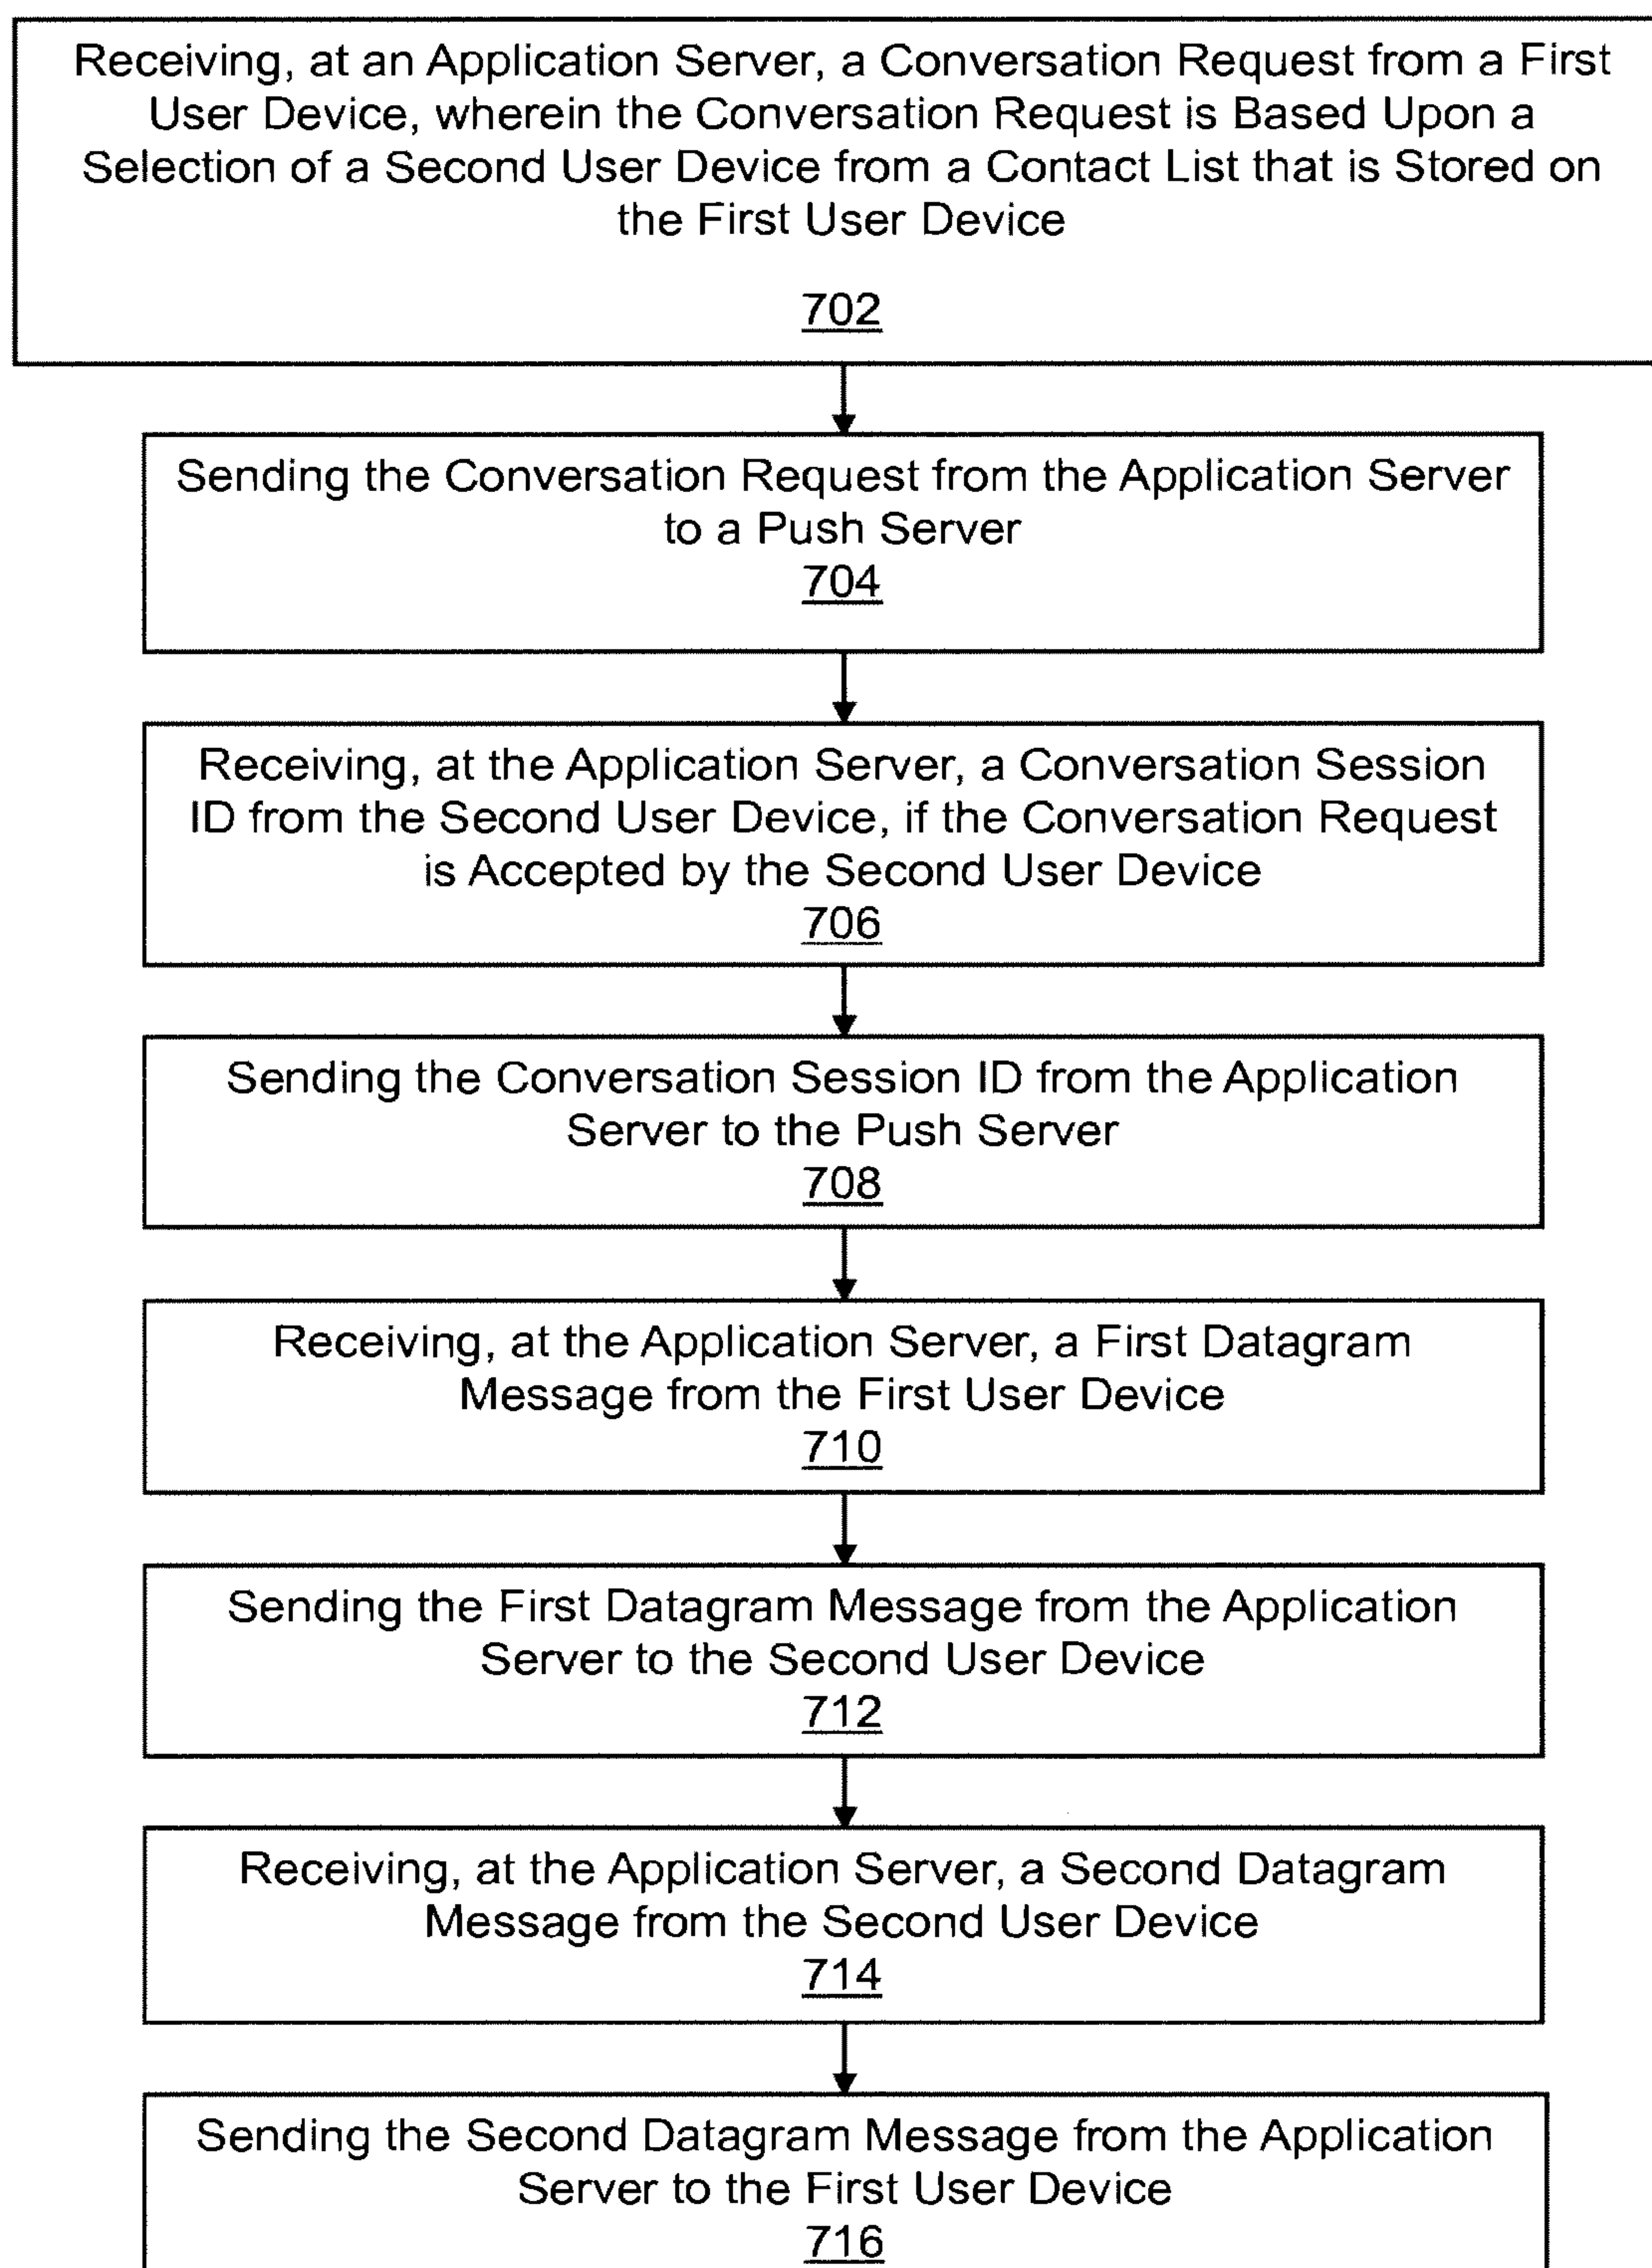 Receiving, at an Application Server, a Conversation Request from a First
User Device, wherein the Conversation Request is Based Upon a
Selection of a Second User Device from a Contact List that is Stored on
the First User Device
702
Sending the Conversation Request from the Application Server
to a Push Server
704
Receiving, at the Application Server, a Conversation Session
ID from the Second User Device, if the Conversation Request
is Accepted by the Second User Device
706
Sending the Conversation Session ID from the Application
Server to the Push Server
708
Receiving, at the Application Server, a First Datagram
Message from the First User Device
710
Sending the First Datagram Message from the Application
Server to the Second User Device
712
Receiving, at the Application Server, a Second Datagram
Message from the Second User Device
714
Sending the Second Datagram Message from the Application
Server to the First User Device
716